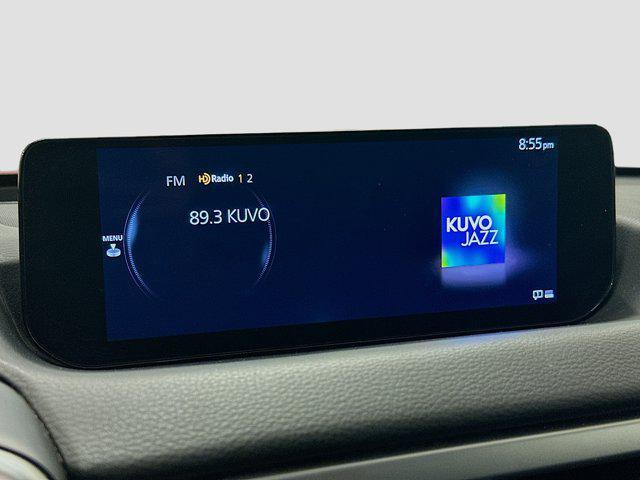 8:55pm
FM HD Radio 1 2
89.3 KUVO
MENU
KUVO
JAZZ